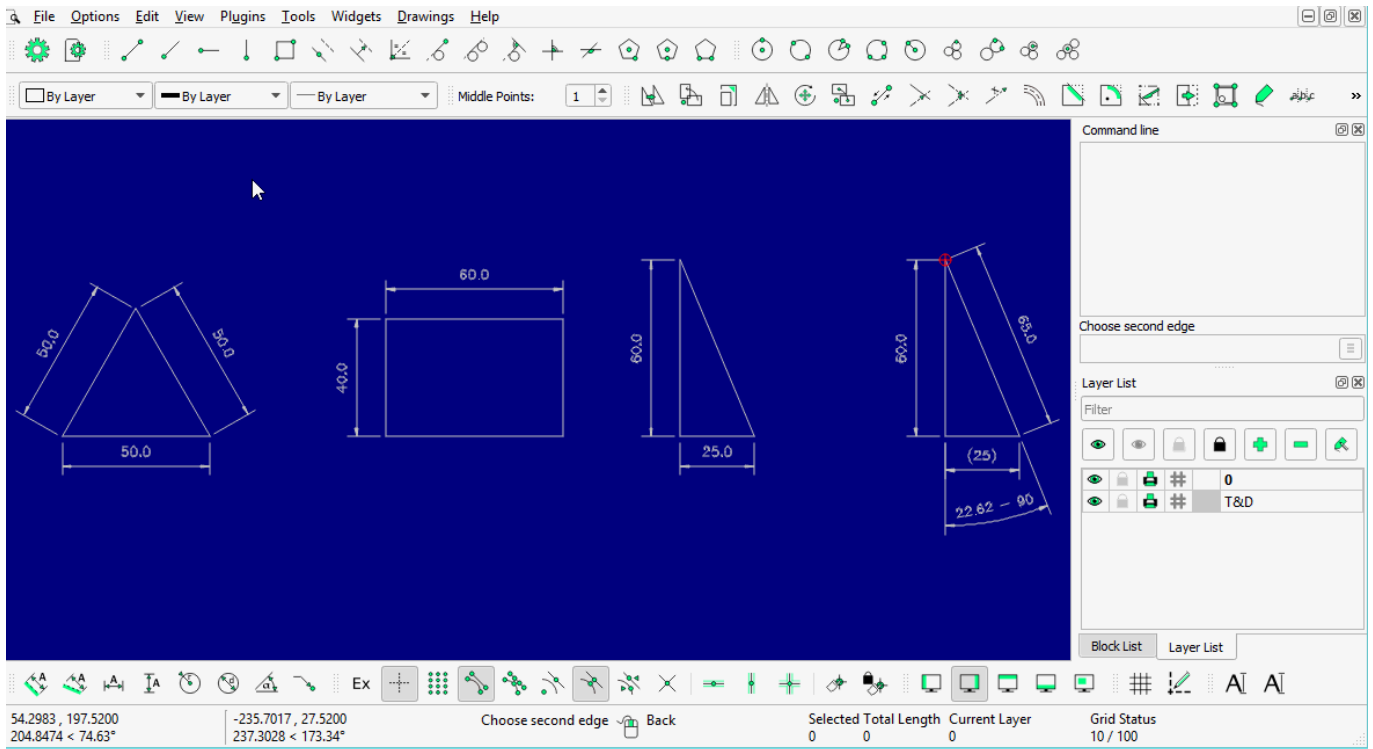 File Options Edit View Plugins Tools Widgets Drawings Help
By Layer By Layer By Layer Middle Points: 1 »
Command line
60.0
50.0
50.0
40.0
60.0
60.0
65.0
Choose second edge
Layer List
Filter
50.0
25.0
(25)
22.62 - 90
0
T&D
Block List Layer List
A A A A α Ex A A
54.2983 , 197.5200 -235.7017 , 27.5200 Choose second edge Back Selected Total Length Current Layer Grid Status
204.8474 < 74.63° 237.3028 < 173.34° 0 0 0 10 / 100